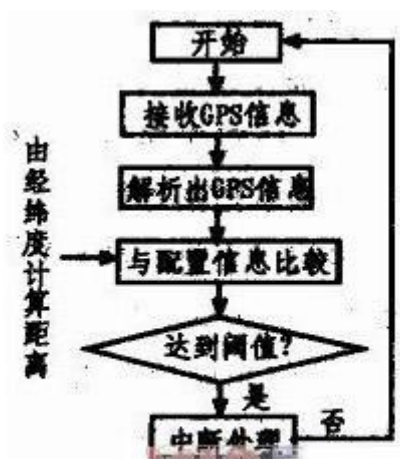 开始
接收GPS信息
解析出GPS信息
由经纬度计算距离
与配置信息比较
达到阈值?
是
否
中断处理